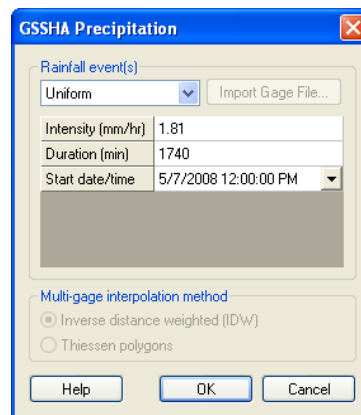 GSSHA Precipitation
Rainfall event(s)
Uniform
Import Gage File...
Intensity (mm/hr) 1.81
Duration (min) 1740
Start date/time 5/7/2008 12:00:00 PM
Multi-gage interpolation method
Inverse distance weighted (IDW)
Thiessen polygons
Help OK Cancel